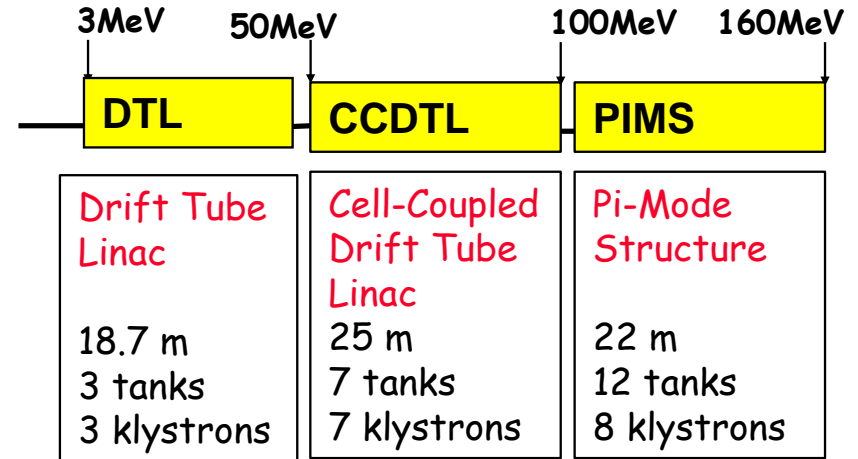 3MeV 50MeV 100MeV 160MeV
DTL CCDTL PIMS
Drift Tube
Linac
18.7 m
3 tanks
3 klystrons
Cell-Coupled
Drift Tube
Linac
25 m
7 tanks
7 klystrons
Pi-Mode
Structure
22 m
12 tanks
8 klystrons